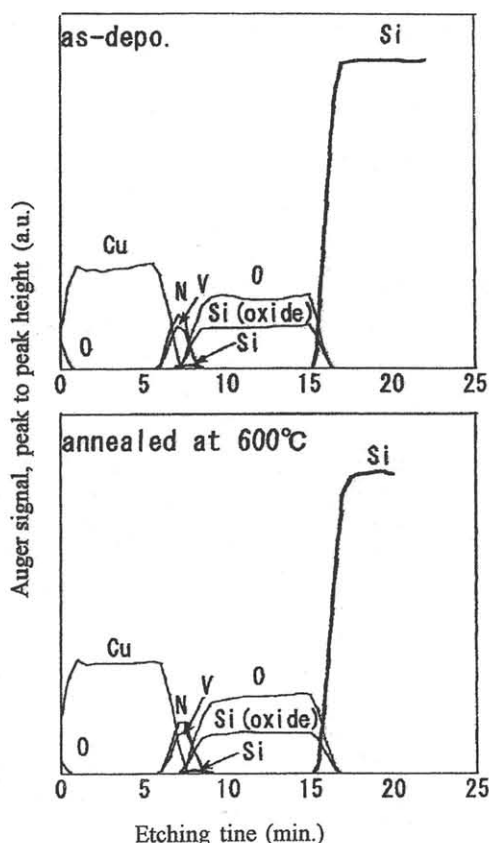 as-depo.
Si
Cu
N V O
Si(oxide)
O
Si
0 5 10 15 20 25
annealed at 600℃
Si
Cu
N V O
Si(oxide)
O
Si
0 5 10 15 20 25
Etching tine (min.)
Auger signal, peak to peak height (a.u.)